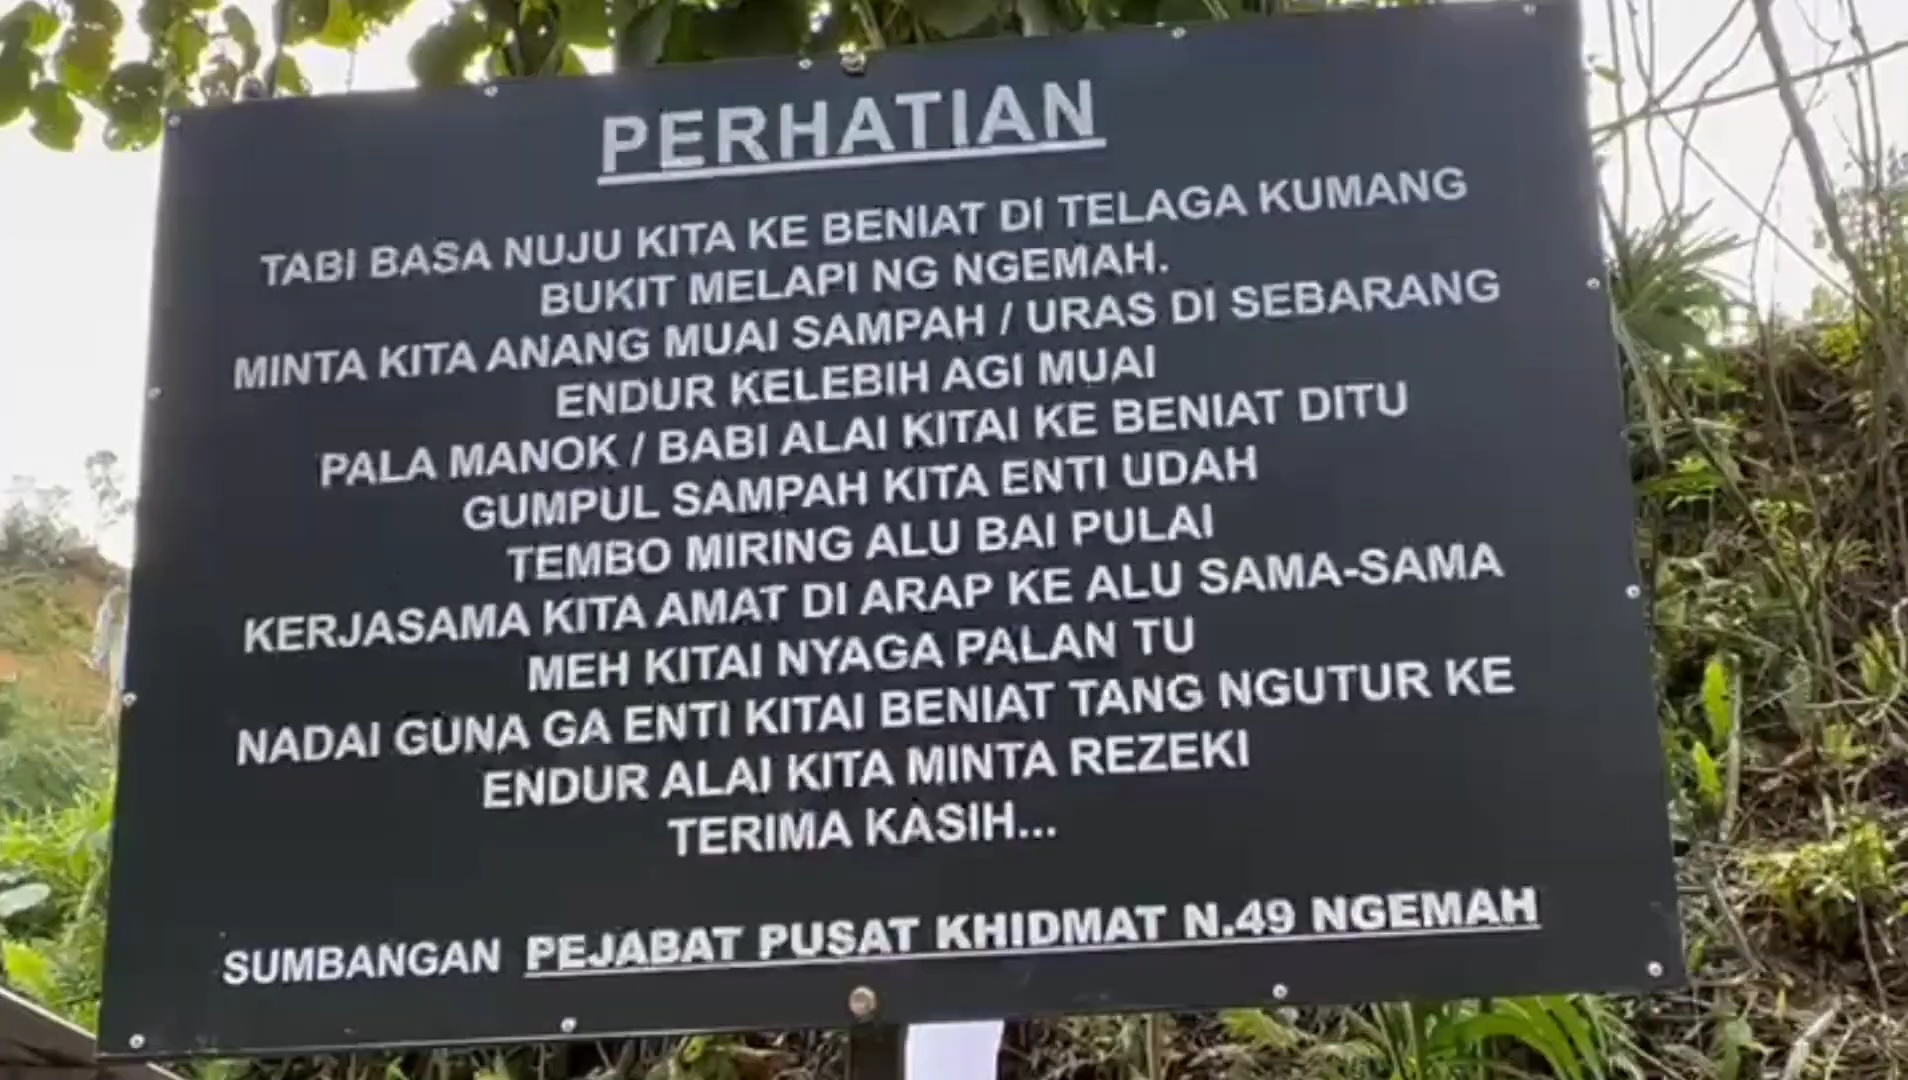 PERHATIAN
TABI BASA NUJU KITA KE BENIAT DI TELAGA KUMANG
BUKIT MELAPI NG NGEMAH.
MINTA KITA ANANG MUAI SAMPAH / URAS DI SEBARANG
ENDUR KELEBIH AGI MUAI
PALA MANOK / BABI ALAI KITAI KE BENIAT DITU
GUMPUL SAMPAH KITA ENTI UDAH
TEMBO MIRING ALU BAI PULAI
KERJASAMA KITA AMAT DI ARAP KE ALU SAMA-SAMA
MEH KITAI NYAGA PALAN TU
NADAI GUNA GA ENTI KITAI BENIAT TANG NGUTUR KE
ENDUR ALAI KITA MINTA REZEKI
TERIMA KASIH...
SUMBANGAN PEJABAT PUSAT KHIDMAT N.49 NGEMAH